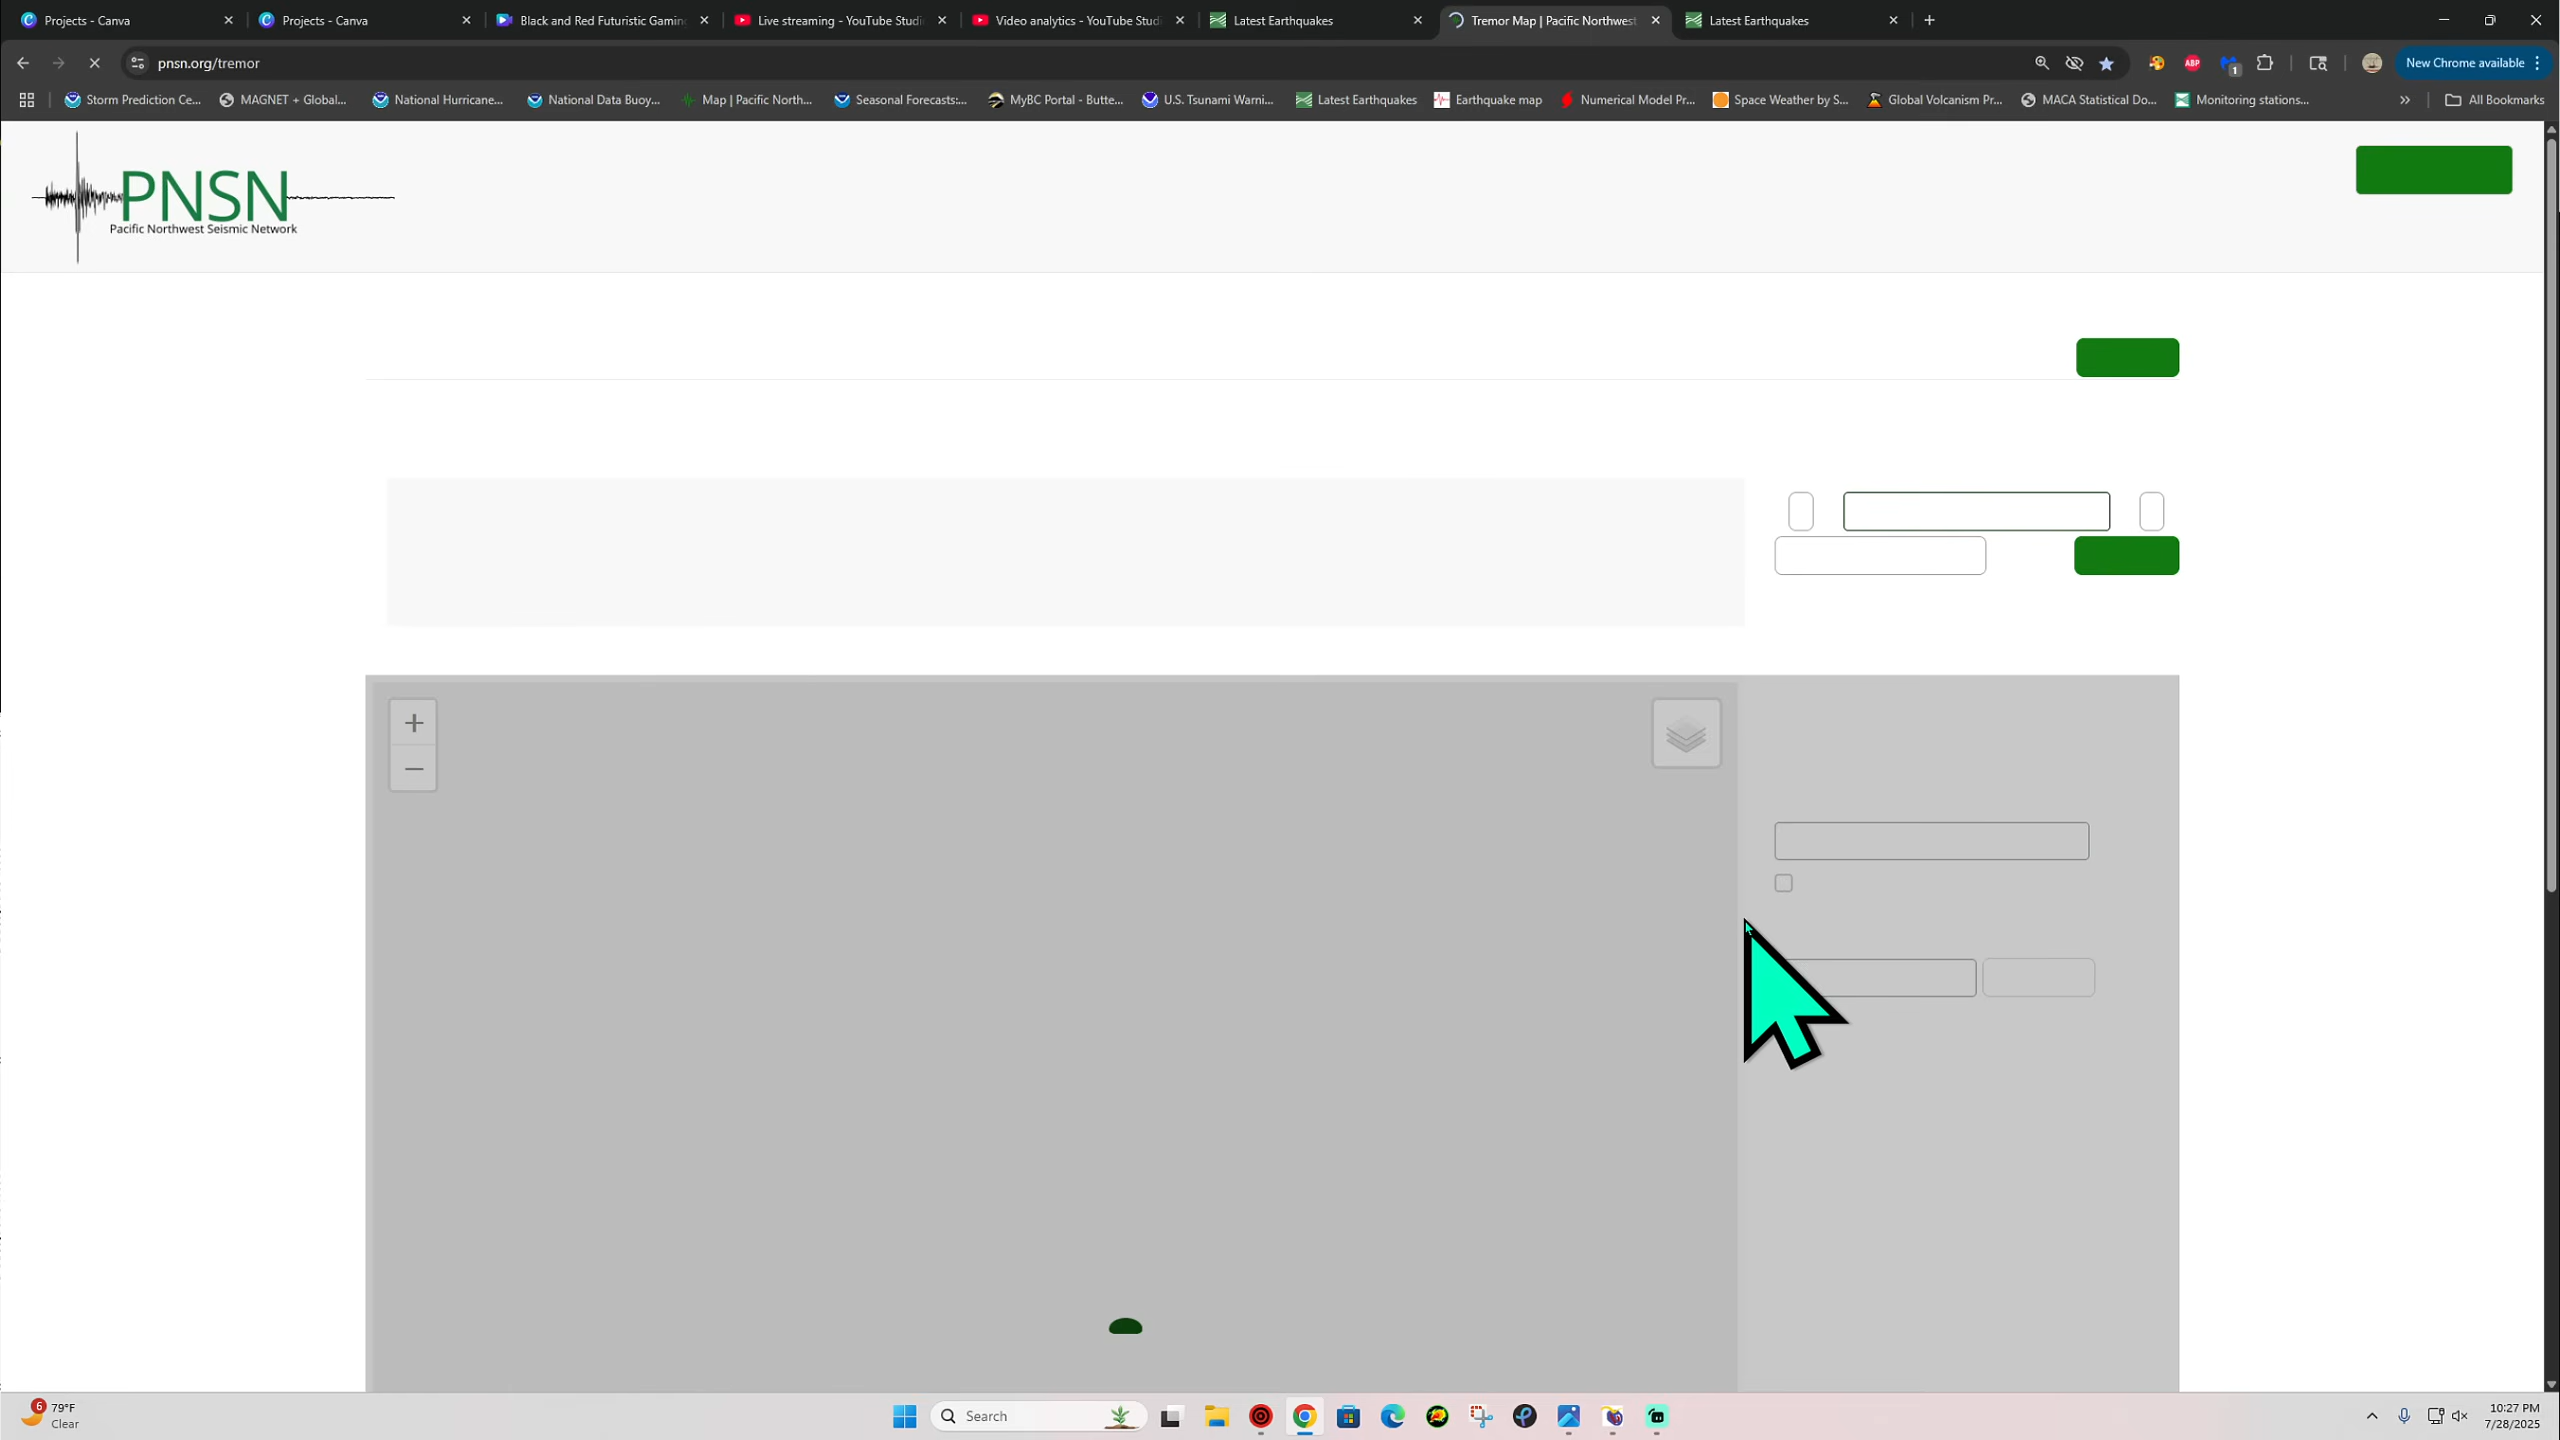 Projects - Canva
Projects - Canva
Black and Red Futuristic Gamin
Live streaming - YouTube Studi
Video analytics - YouTube Studi
Latest Earthquakes
Tremor Map | Pacific Northwest
Latest Earthquakes
pnsn.org/tremor
ABP
1
New Chrome available
Storm Prediction Ce...
MAGNET + Global...
National Hurricane...
National Data Buoy...
Map | Pacific North...
Seasonal Forecasts:...
MyBC Portal - Butte...
U.S. Tsunami Warni...
Latest Earthquakes
Earthquake map
Numerical Model Pr...
Space Weather by S...
Global Volcanism Pr...
MACA Statistical Do...
Monitoring stations...
All Bookmarks
PNSN
Pacific Northwest Seismic Network
+
−
6
79°F
Clear
Search
10:27 PM
7/28/2025